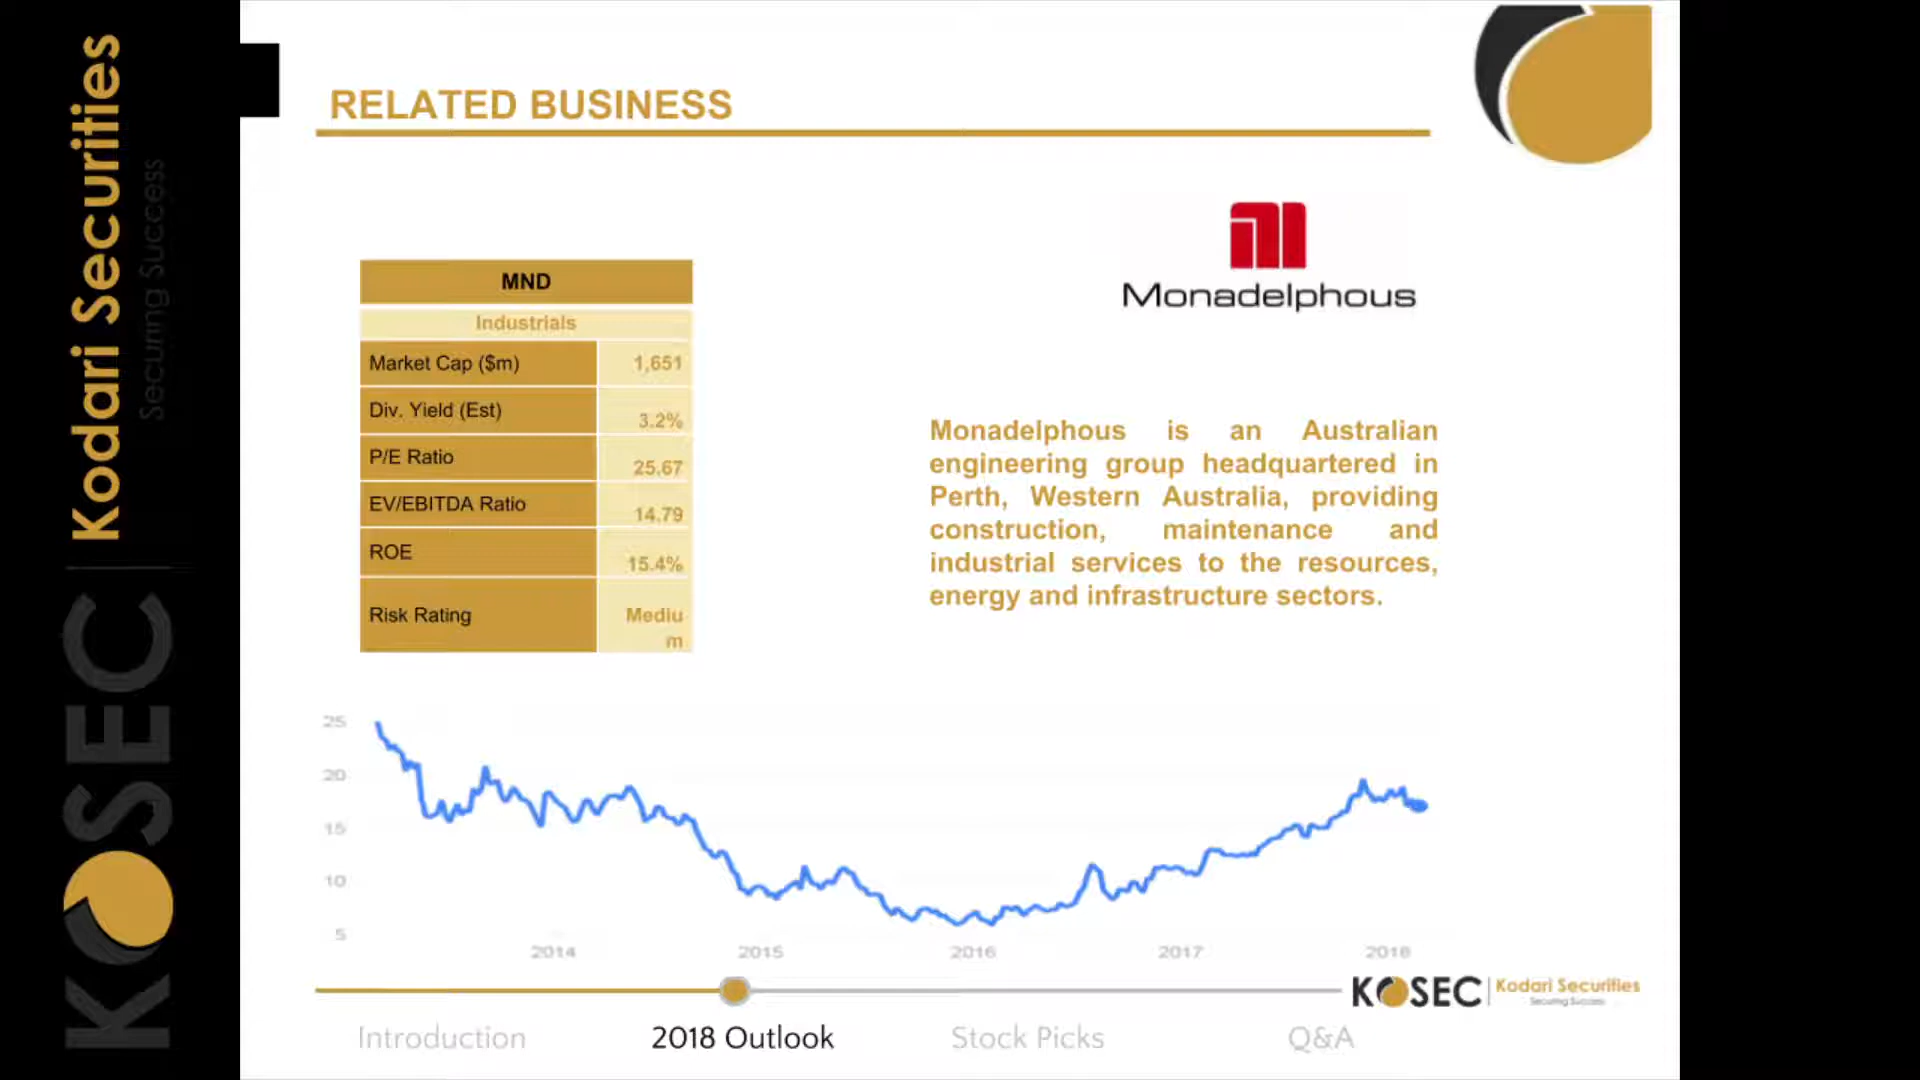 KOSEC
Kodari Securities
Securing Success
RELATED BUSINESS
Monadelphous
MND
Industrials
Market Cap ($m) 1,651
Div. Yield (Est) 3.2%
P/E Ratio 25.67
EV/EBITDA Ratio 14.79
ROE 15.4%
Risk Rating Mediu
m
Monadelphous is an Australian
engineering group headquartered in
Perth, Western Australia, providing
construction, maintenance and
industrial services to the resources,
energy and infrastructure sectors.
25
20
15
10
5
2014 2015 2016 2017 2018
KOSEC Kodari Securities
Securing Success
Introduction 2018 Outlook Stock Picks Q&A